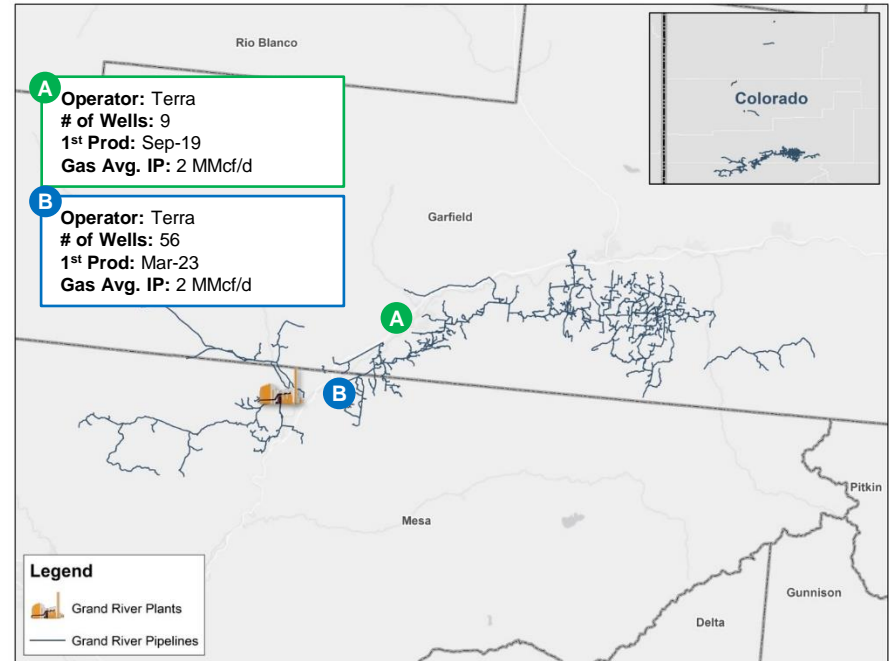 Rio Blanco
A
Operator: Terra
# of Wells: 9
1st Prod: Sep-19
Gas Avg. IP: 2 MMcf/d
B
Operator: Terra
# of Wells: 56
1st Prod: Mar-23
Gas Avg. IP: 2 MMcf/d
Colorado
Garfield
A
B
Mesa
Pitkin
Gunnison
Delta
Legend
Grand River Plants
Grand River Pipelines